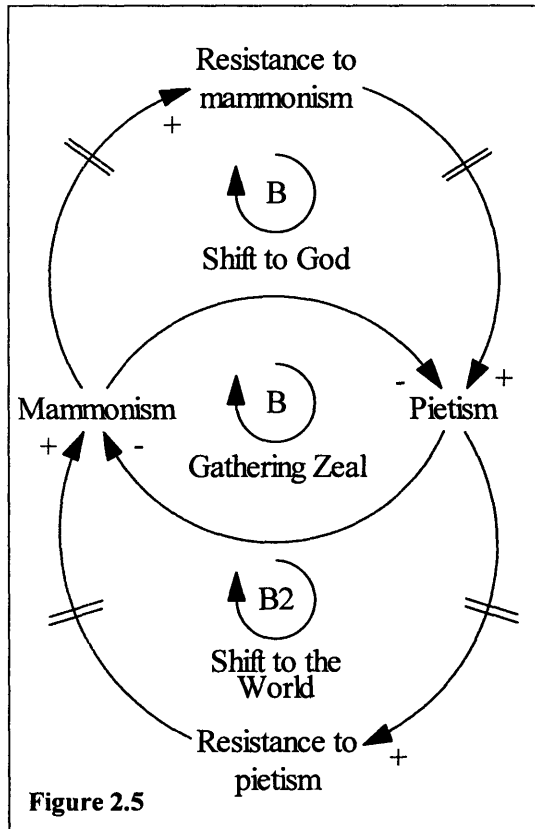 Resistance to
mammonism
+
B
Shift to God
- +
Mammonism
Pietism
+ -
B
Gathering Zeal
B2
Shift to the
World
Resistance to
pietism
+
Figure 2.5